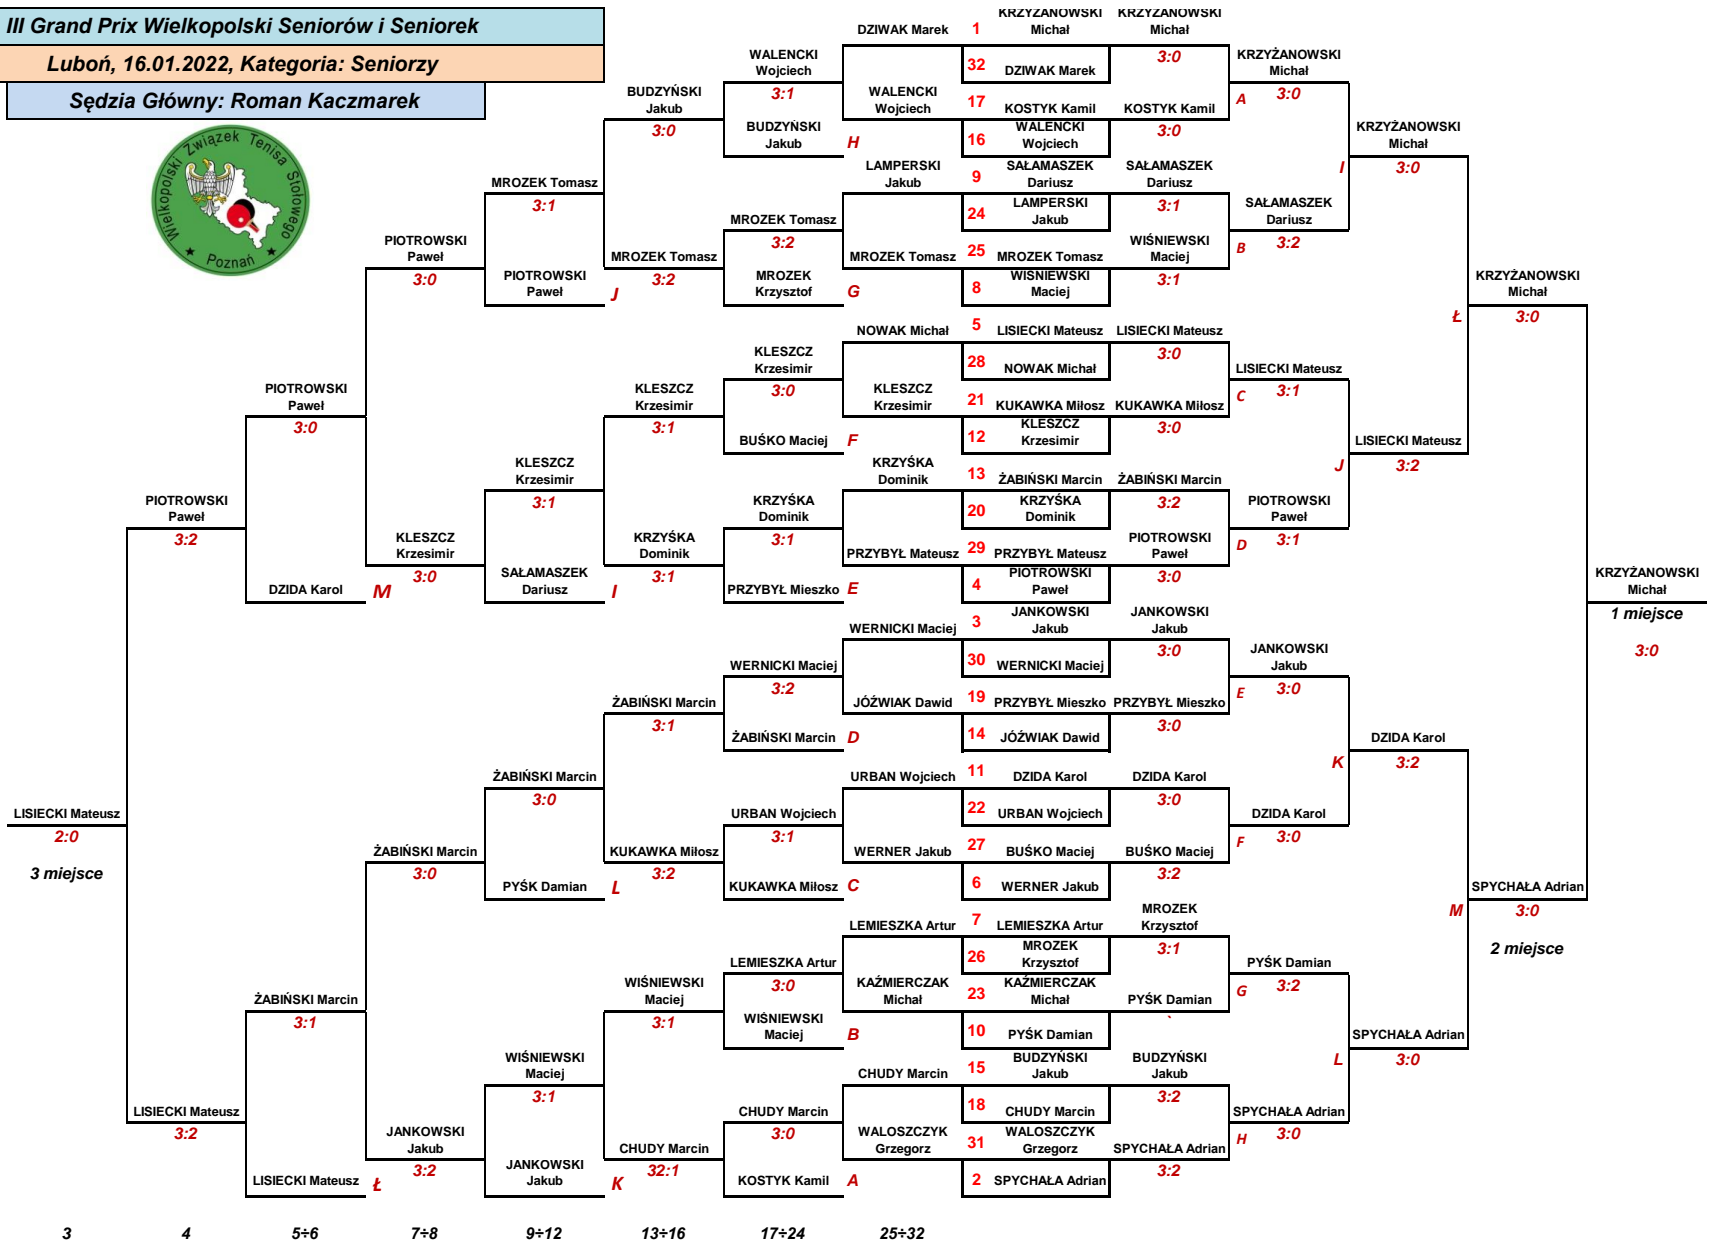 III Grand Prix Wielkopolski Seniorów i Seniorek
Luboń, 16.01.2022, Kategoria: Seniorzy
Sędzia Główny: Roman Kaczmarek
Wielkopolski Związek Tenisa Stołowego
Poznań
LISIECKI Mateusz
2:0
3 miejsce
PIOTROWSKI
Paweł
3:2
LISIECKI Mateusz
3:2
PIOTROWSKI
Paweł
3:0
DZIDA Karol
M
ŻABIŃSKI Marcin
3:1
LISIECKI Mateusz
Ł
PIOTROWSKI
Paweł
3:0
KLESZCZ
Krzesimir
3:0
ŻABIŃSKI Marcin
3:0
JANKOWSKI
Jakub
3:2
MROZEK Tomasz
3:1
PIOTROWSKI
Paweł
J
KLESZCZ
Krzesimir
3:1
SAŁAMASZEK
Dariusz
I
ŻABIŃSKI Marcin
3:0
PYŚK Damian
L
WIŚNIEWSKI
Maciej
3:1
JANKOWSKI
Jakub
K
BUDZYŃSKI
Jakub
3:0
MROZEK Tomasz
3:2
KLESZCZ
Krzesimir
3:1
KRZYŚKA
Dominik
3:1
ŻABIŃSKI Marcin
3:1
KUKAWKA Miłosz
3:2
WIŚNIEWSKI
Maciej
3:1
CHUDY Marcin
32:1
WALENCKI
Wojciech
3:1
BUDZYŃSKI
Jakub
H
MROZEK Tomasz
3:2
MROZEK
Krzysztof
G
KLESZCZ
Krzesimir
3:0
BUŚKO Maciej
F
KRZYŚKA
Dominik
3:1
PRZYBYŁ Mieszko
E
WERNICKI Maciej
3:2
ŻABIŃSKI Marcin
D
URBAN Wojciech
3:1
KUKAWKA Miłosz
C
LEMIESZKA Artur
3:0
WIŚNIEWSKI
Maciej
B
CHUDY Marcin
3:0
KOSTYK Kamil
A
DZIWAK Marek
WALENCKI
Wojciech
LAMPERSKI
Jakub
MROZEK Tomasz
NOWAK Michał
KLESZCZ
Krzesimir
KRZYŚKA
Dominik
PRZYBYŁ Mateusz
WERNICKI Maciej
JÓŹWIAK Dawid
URBAN Wojciech
WERNER Jakub
LEMIESZKA Artur
KAŹMIERCZAK
Michał
CHUDY Marcin
WALOSZCZYK
Grzegorz
1 KRZYŻANOWSKI
Michał
32 DZIWAK Marek
17 KOSTYK Kamil
16 WALENCKI
Wojciech
9 SAŁAMASZEK
Dariusz
24 LAMPERSKI
Jakub
25 MROZEK Tomasz
8 WIŚNIEWSKI
Maciej
5 LISIECKI Mateusz
28 NOWAK Michał
21 KUKAWKA Miłosz
12 KLESZCZ
Krzesimir
13 ŻABIŃSKI Marcin
20 KRZYŚKA
Dominik
29 PRZYBYŁ Mateusz
4 PIOTROWSKI
Paweł
3 JANKOWSKI
Jakub
30 WERNICKI Maciej
19 PRZYBYŁ Mieszko
14 JÓŹWIAK Dawid
11 DZIDA Karol
22 URBAN Wojciech
27 BUŚKO Maciej
6 WERNER Jakub
7 LEMIESZKA Artur
26 MROZEK
Krzysztof
23 KAŹMIERCZAK
Michał
10 PYŚK Damian
15 BUDZYŃSKI
Jakub
18 CHUDY Marcin
31 WALOSZCZYK
Grzegorz
2 SPYCHAŁA Adrian
KRZYŻANOWSKI
Michał
3:0
KOSTYK Kamil
3:0
SAŁAMASZEK
Dariusz
3:1
WIŚNIEWSKI
Maciej
3:1
LISIECKI Mateusz
3:0
KUKAWKA Miłosz
3:0
ŻABIŃSKI Marcin
3:2
PIOTROWSKI
Paweł
3:0
JANKOWSKI
Jakub
3:0
PRZYBYŁ Mieszko
3:0
DZIDA Karol
3:0
BUŚKO Maciej
3:2
MROZEK
Krzysztof
3:1
PYŚK Damian
`
BUDZYŃSKI
Jakub
3:2
SPYCHAŁA Adrian
3:2
KRZYŻANOWSKI
Michał
A 3:0
SAŁAMASZEK
Dariusz
B 3:2
LISIECKI Mateusz
C 3:1
PIOTROWSKI
Paweł
D 3:1
JANKOWSKI
Jakub
E 3:0
DZIDA Karol
F 3:0
PYŚK Damian
G 3:2
SPYCHAŁA Adrian
H 3:0
KRZYŻANOWSKI
Michał
I 3:0
LISIECKI Mateusz
J 3:2
DZIDA Karol
K 3:2
SPYCHAŁA Adrian
L 3:0
KRZYŻANOWSKI
Michał
Ł 3:0
SPYCHAŁA Adrian
M 3:0
2 miejsce
KRZYŻANOWSKI
Michał
1 miejsce
3:0
3 4 5÷6 7÷8 9÷12 13÷16 17÷24 25÷32